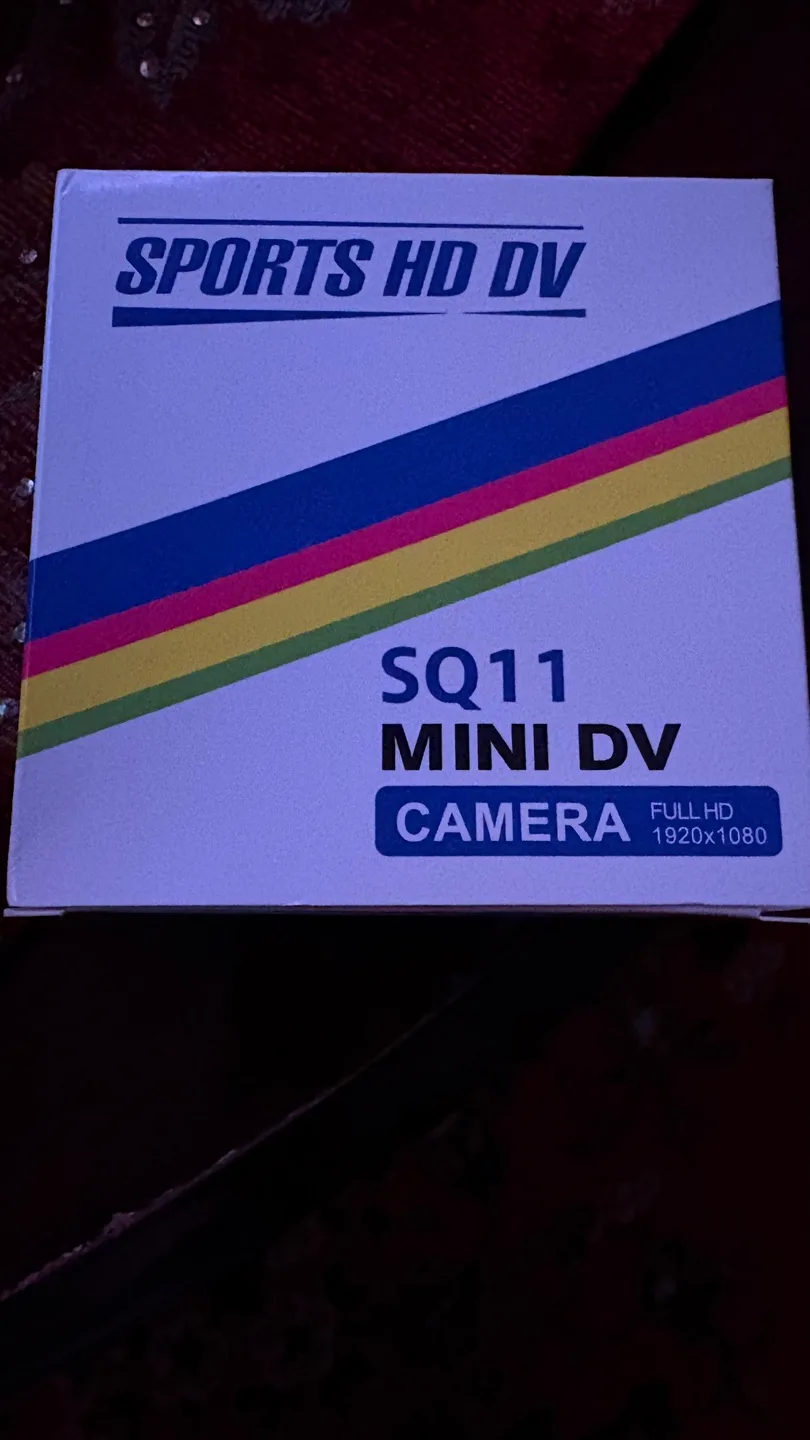 SPORTS HD DV
SQ11
MINI DV
CAMERA
FULL HD
1920x1080